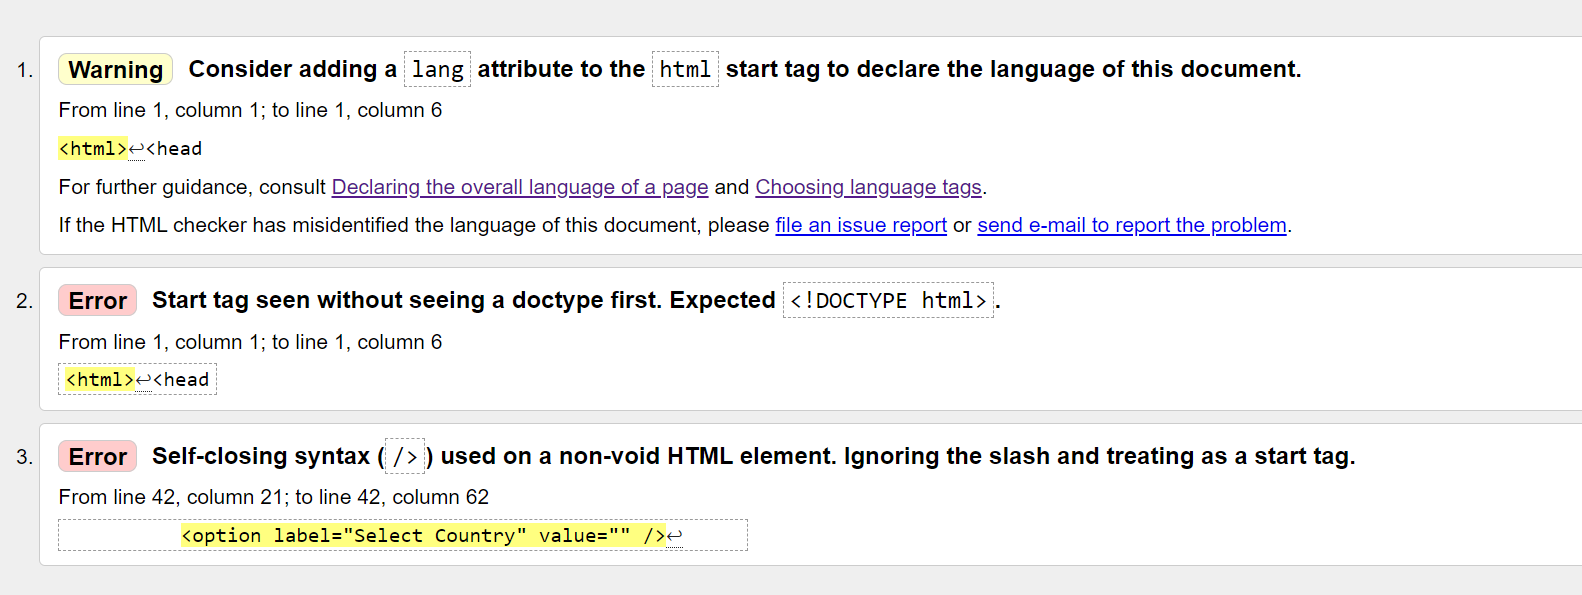 1. Warning Consider adding a lang attribute to the html start tag to declare the language of this document.
From line 1, column 1; to line 1, column 6
<html>↩<head
For further guidance, consult Declaring the overall language of a page and Choosing language tags.
If the HTML checker has misidentified the language of this document, please file an issue report or send e-mail to report the problem.
2. Error Start tag seen without seeing a doctype first. Expected <!DOCTYPE html>.
From line 1, column 1; to line 1, column 6
<html>↩<head
3. Error Self-closing syntax (/>) used on a non-void HTML element. Ignoring the slash and treating as a start tag.
From line 42, column 21; to line 42, column 62
<option label="Select Country" value="" />↩